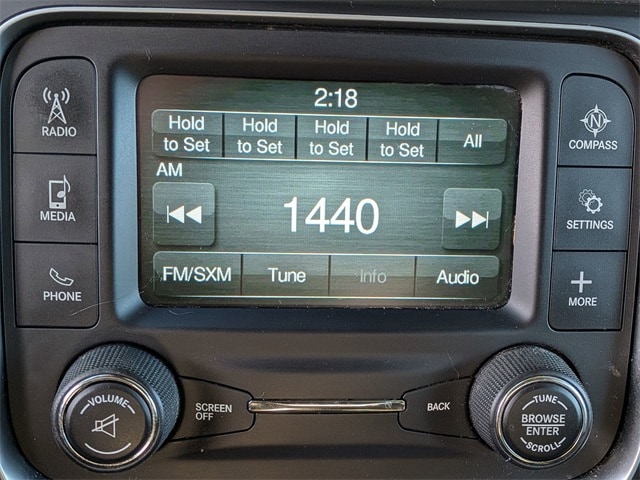 2:18
Hold to Set
Hold to Set
Hold to Set
Hold to Set
All
AM
1440
FM/SXM
Tune
Info
Audio
RADIO
MEDIA
PHONE
N
COMPASS
SETTINGS
MORE
VOLUME
SCREEN OFF
BACK
TUNE
BROWSE
ENTER
SCROLL